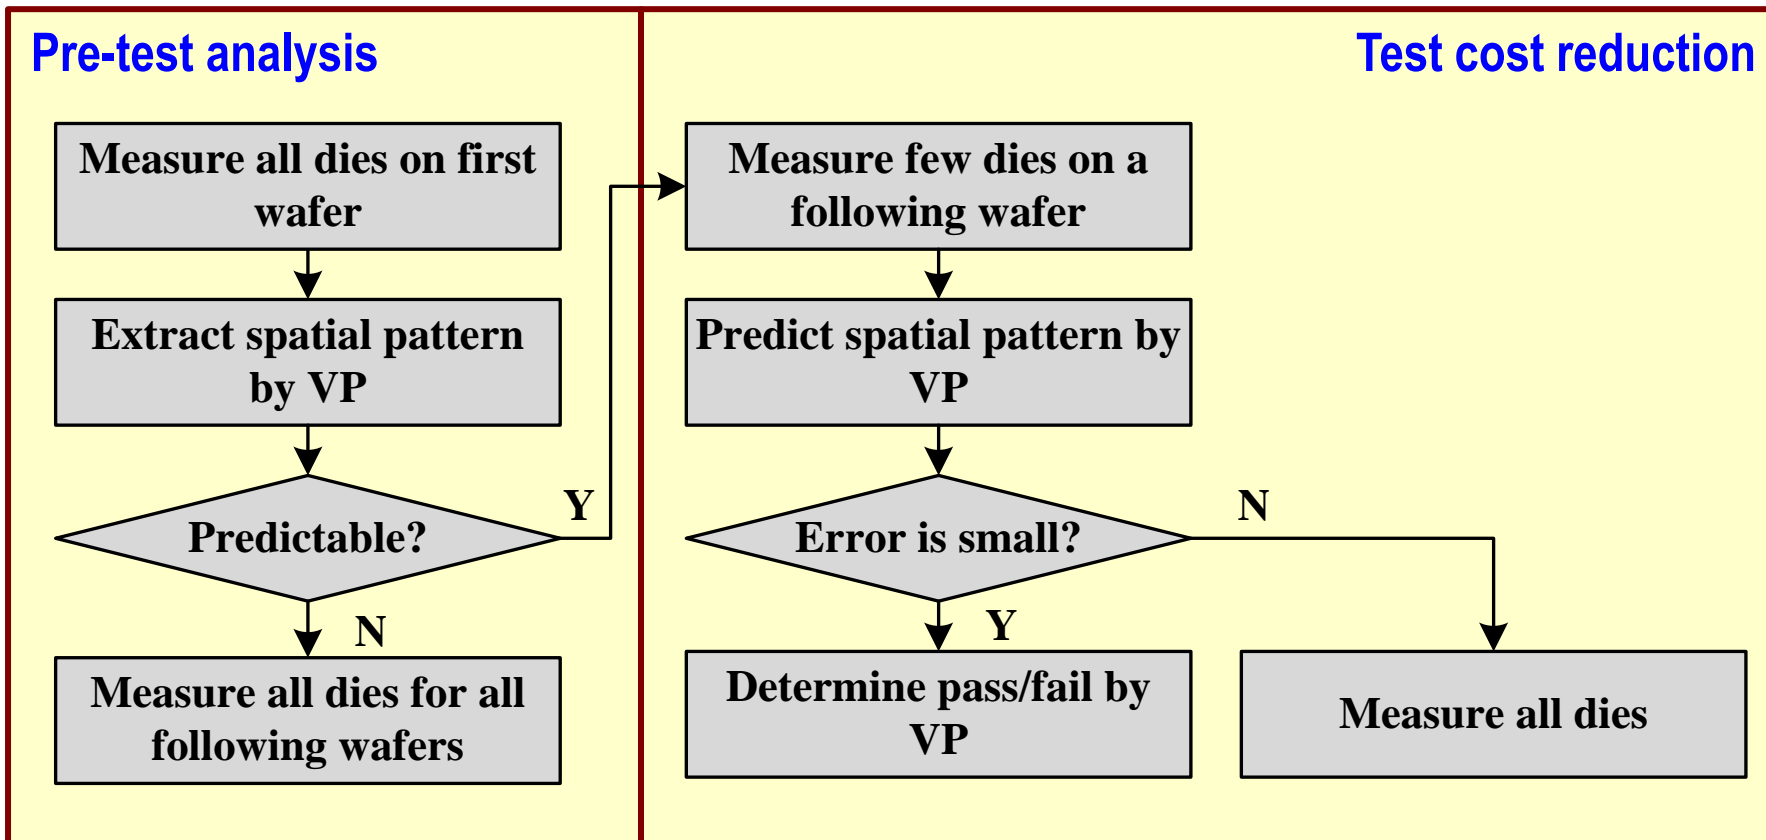 Pre-test analysis
Measure all dies on first
wafer
Extract spatial pattern
by VP
Predictable?
Y
N
Measure all dies for all
following wafers
Test cost reduction
Measure few dies on a
following wafer
Predict spatial pattern by
VP
Error is small?
N
Y
Determine pass/fail by
VP
Measure all dies